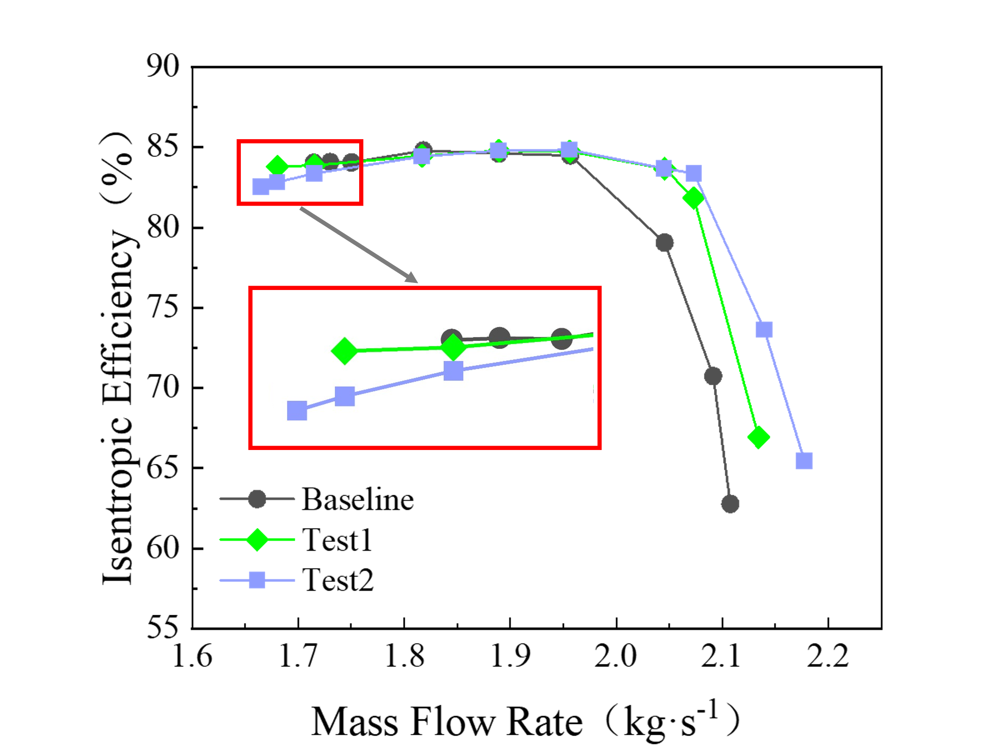 90
85
80
75
70
65
60
55
Isentropic Efficiency（%）
Baseline
Test1
Test2
1.6 1.7 1.8 1.9 2.0 2.1 2.2
Mass Flow Rate（kg·s⁻¹）